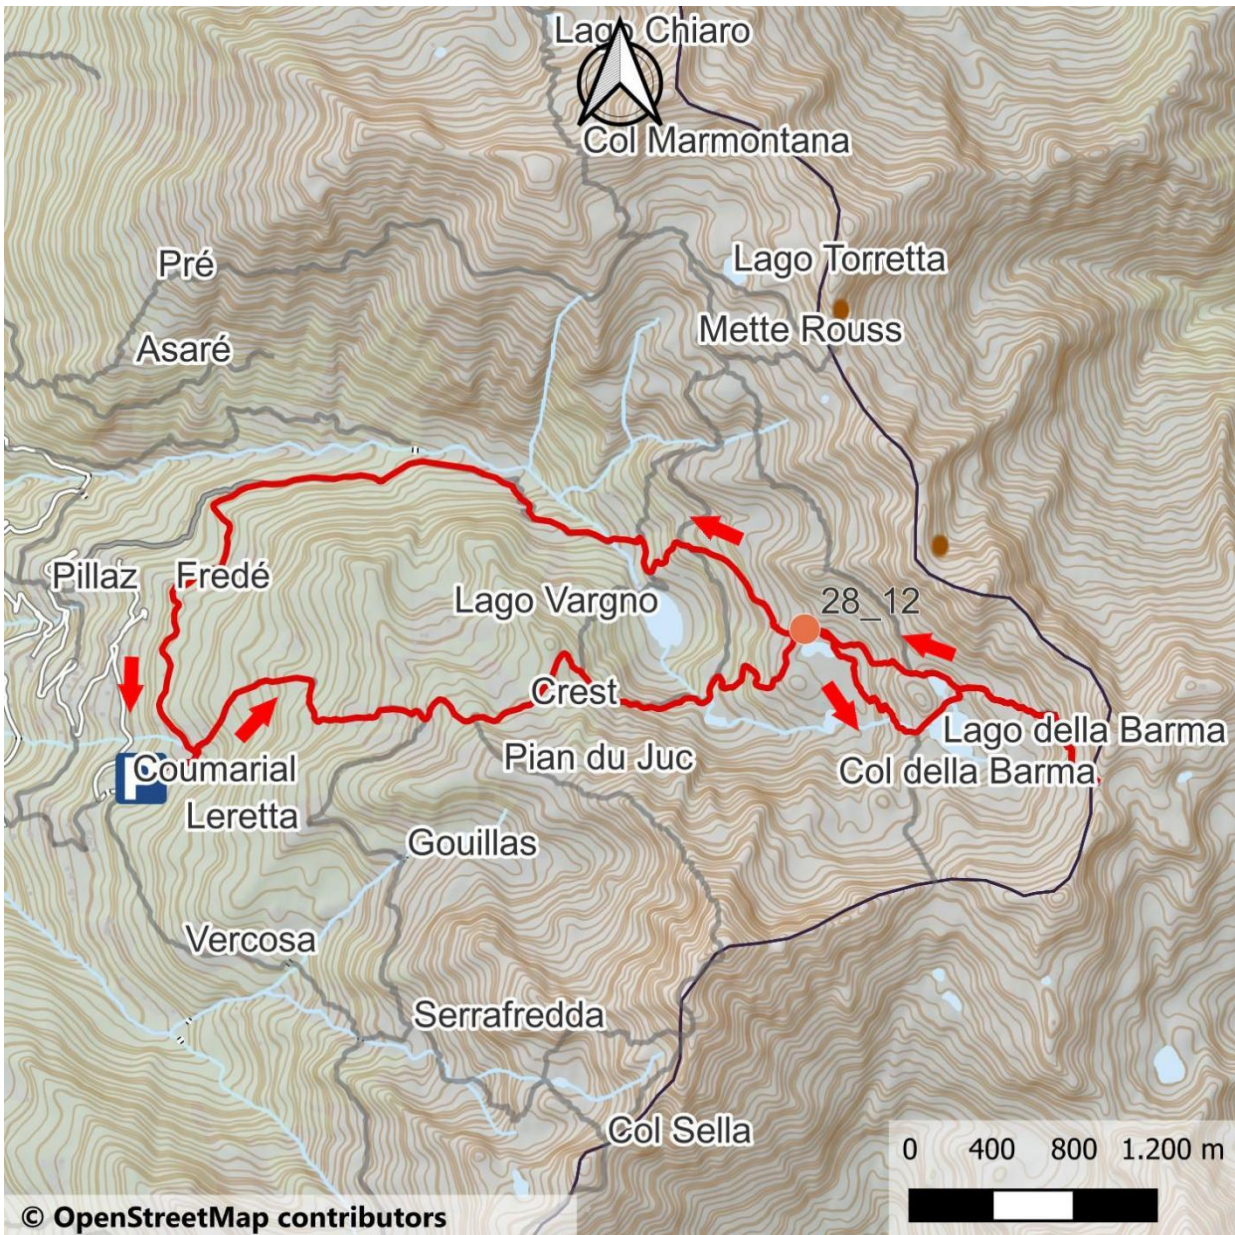 Lago Chiaro
Col Marmontana
Pré
Lago Torretta
Mette Rouss
Asaré
Pillaz
Fredé
Lago Vargno
28_12
Crest
Lago della Barma
Pian du Juc
Col della Barma
P
Coumarial
Leretta
Gouillas
Vercosa
Serrafredda
Col Sella
0 400 800 1.200 m
© OpenStreetMap contributors